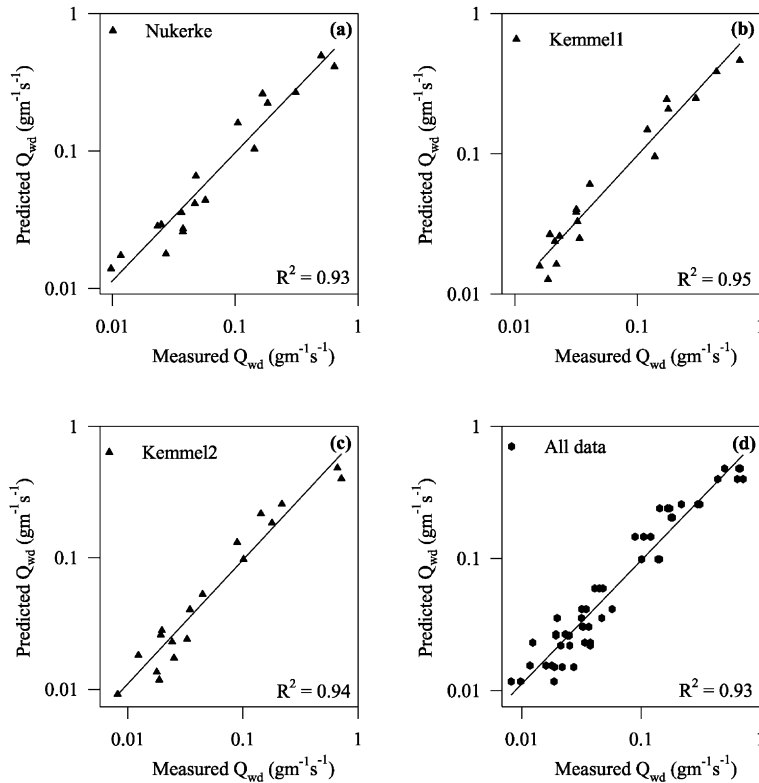 (a)
Nukerke
1
0.1
0.01
Predicted Q_wd (gm⁻¹s⁻¹)
R² = 0.93
0.01 0.1 1
Measured Q_wd (gm⁻¹s⁻¹)
(b)
Kemmel1
1
0.1
0.01
Predicted Q_wd (gm⁻¹s⁻¹)
R² = 0.95
0.01 0.1 1
Measured Q_wd (gm⁻¹s⁻¹)
(c)
Kemmel2
1
0.1
0.01
Predicted Q_wd (gm⁻¹s⁻¹)
R² = 0.94
0.01 0.1 1
Measured Q_wd (gm⁻¹s⁻¹)
(d)
All data
1
0.1
0.01
Predicted Q_wd (gm⁻¹s⁻¹)
R² = 0.93
0.01 0.1 1
Measured Q_wd (gm⁻¹s⁻¹)